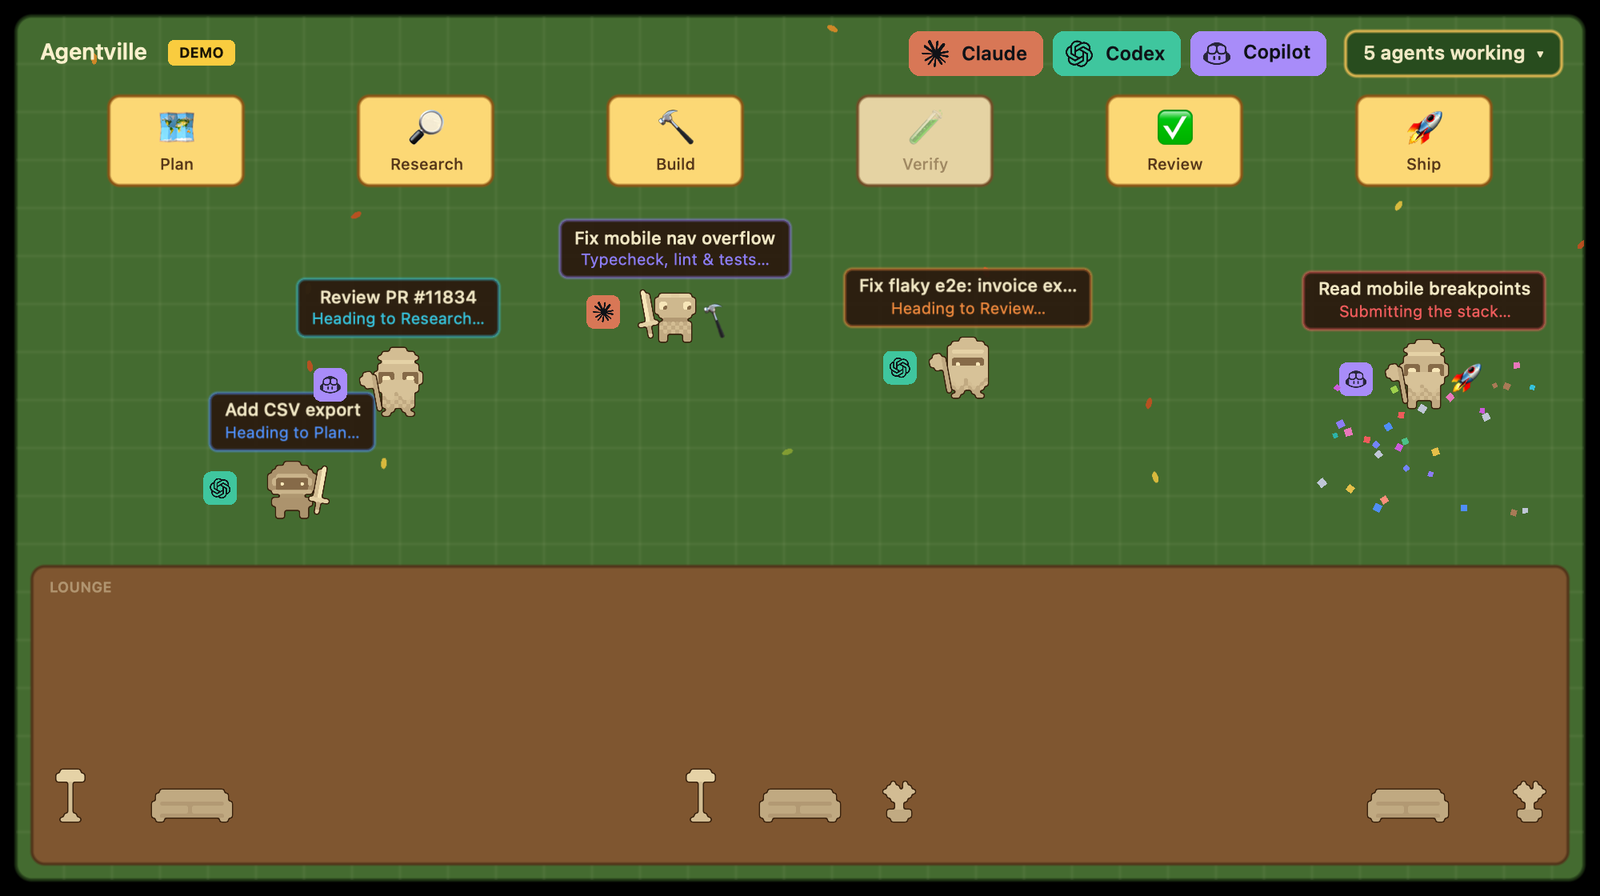 Agentville
DEMO
Claude
Codex
Copilot
5 agents working
Plan
Research
Build
Verify
Review
Ship
Fix mobile nav overflow
Typecheck, lint & tests...
Review PR #11834
Heading to Research...
Fix flaky e2e: invoice ex...
Heading to Review...
Read mobile breakpoints
Submitting the stack...
Add CSV export
Heading to Plan...
LOUNGE